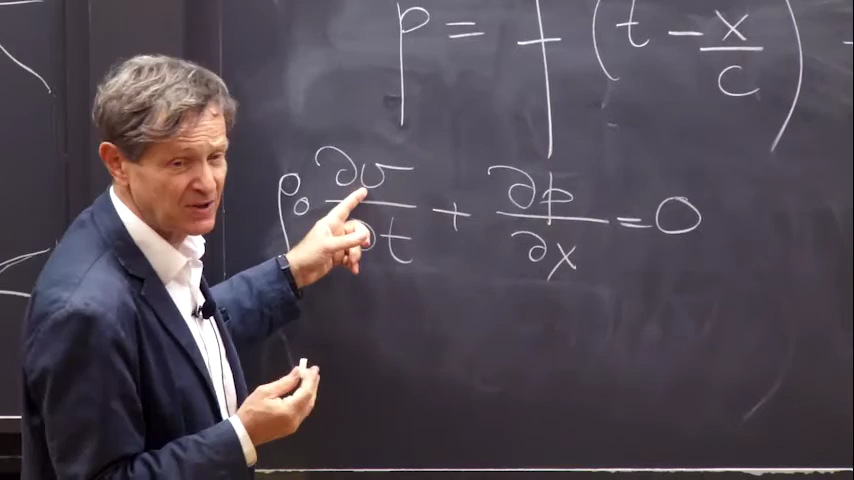 p = f (t - x/c) -
ρ₀ ∂v/∂t + ∂p/∂x = 0